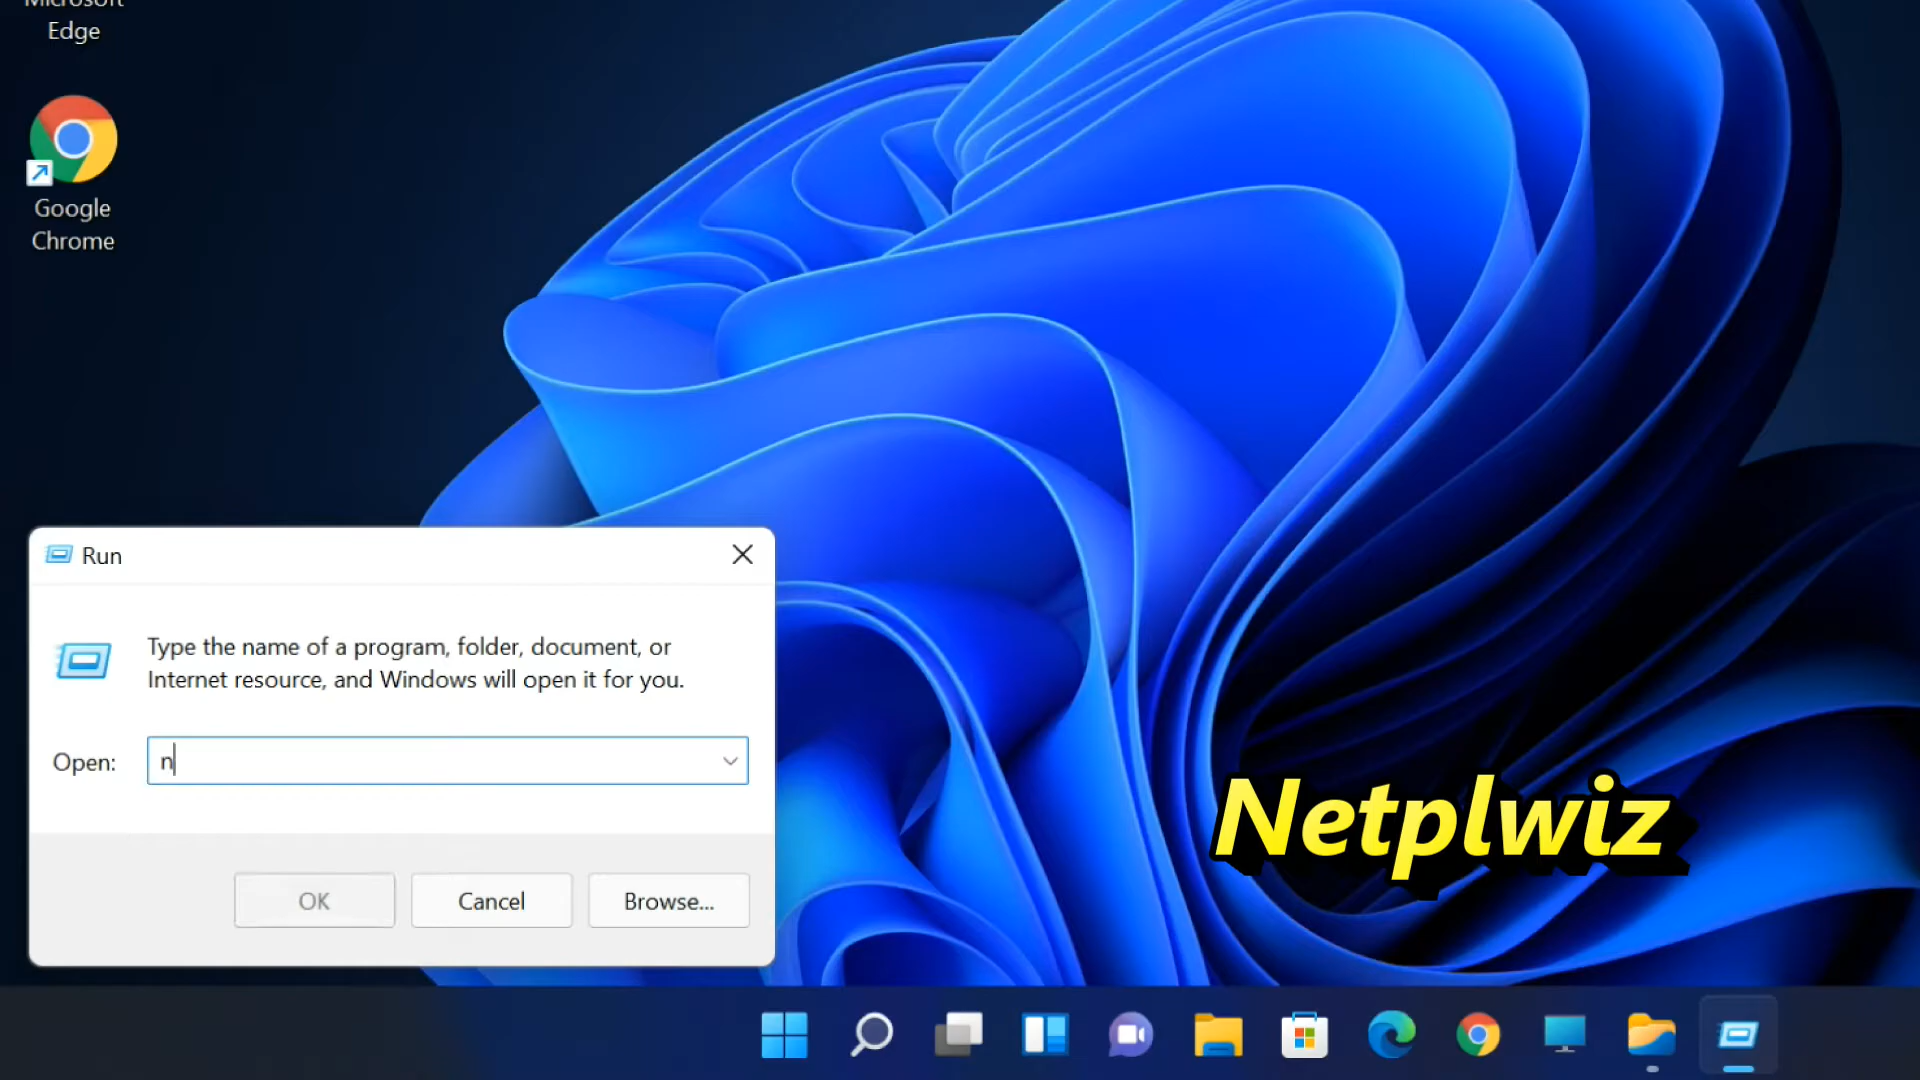 Microsoft
Edge
Google
Chrome
Run
Type the name of a program, folder, document, or
Internet resource, and Windows will open it for you.
Open:
n
OK
Cancel
Browse...
Netplwiz